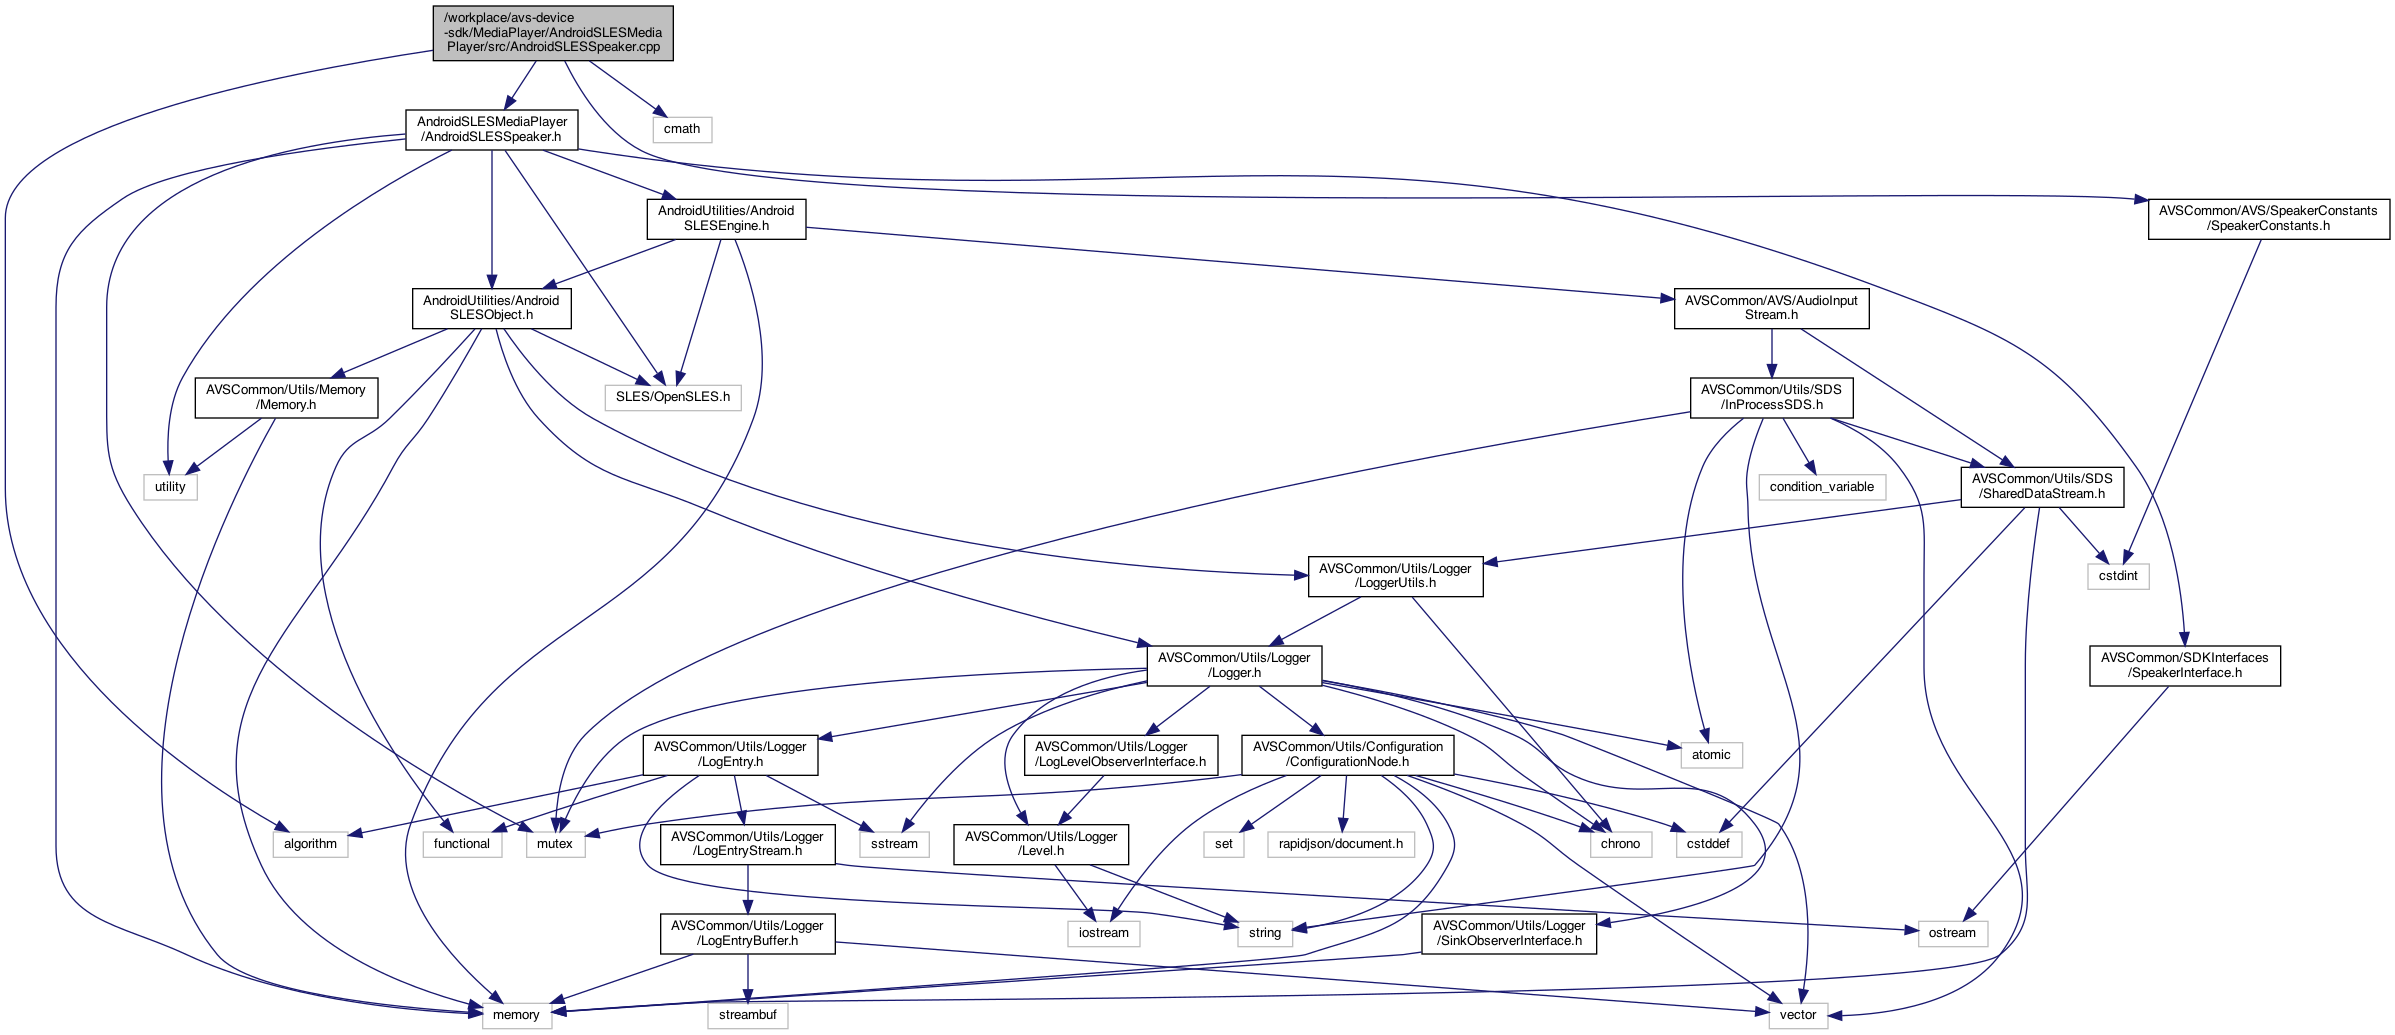 /workplace/avs-device
-sdk/MediaPlayer/AndroidSLESMedia
Player/src/AndroidSLESSpeaker.cpp
AndroidSLESMediaPlayer
/AndroidSLESSpeaker.h
cmath
AndroidUtilities/Android
SLESEngine.h
AVSCommon/AVS/SpeakerConstants
/SpeakerConstants.h
AndroidUtilities/Android
SLESObject.h
AVSCommon/AVS/AudioInput
Stream.h
AVSCommon/Utils/Memory
/Memory.h
SLES/OpenSLES.h
AVSCommon/Utils/SDS
/InProcessSDS.h
utility
condition_variable
AVSCommon/Utils/SDS
/SharedDataStream.h
AVSCommon/Utils/Logger
/LoggerUtils.h
cstdint
AVSCommon/Utils/Logger
/Logger.h
AVSCommon/SDKInterfaces
/SpeakerInterface.h
AVSCommon/Utils/Logger
/LogEntry.h
AVSCommon/Utils/Logger
/LogLevelObserverInterface.h
AVSCommon/Utils/Configuration
/ConfigurationNode.h
atomic
algorithm
functional
mutex
AVSCommon/Utils/Logger
/LogEntryStream.h
sstream
AVSCommon/Utils/Logger
/Level.h
set
rapidjson/document.h
chrono
cstddef
AVSCommon/Utils/Logger
/LogEntryBuffer.h
iostream
string
AVSCommon/Utils/Logger
/SinkObserverInterface.h
ostream
memory
streambuf
vector